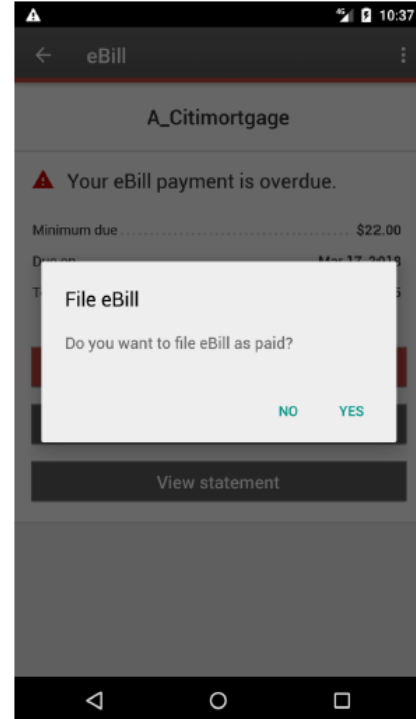 4G 10:37
eBill
A_Citimortgage
Your eBill payment is overdue.
Minimum due $22.00
File eBill
Do you want to file eBill as paid?
NO YES
View statement